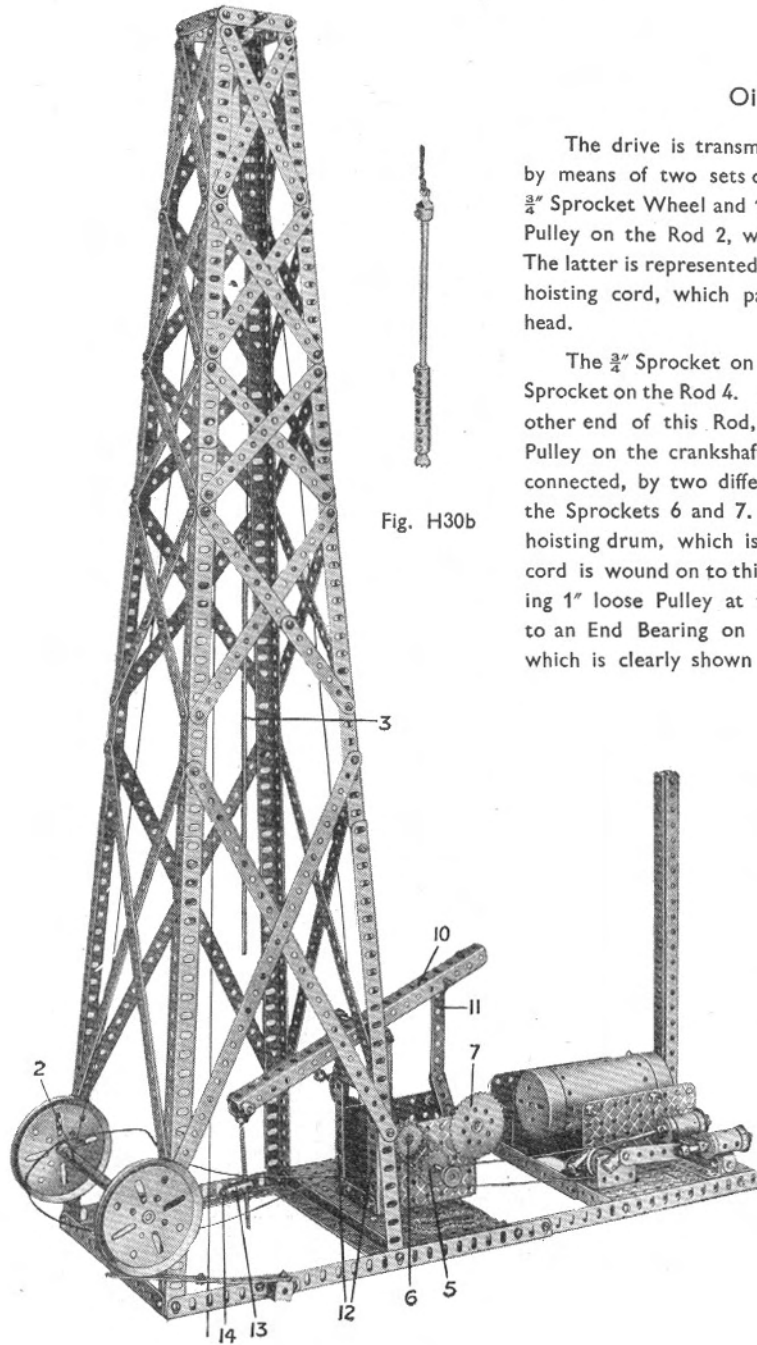 Oi
The drive is transm
by means of two sets o
¾″ Sprocket Wheel and
Pulley on the Rod 2, w
The latter is represented
hoisting cord, which pa
head.
The ¾″ Sprocket on
Sprocket on the Rod 4.
other end of this Rod,
Pulley on the crankshaf
connected, by two diffe
the Sprockets 6 and 7.
hoisting drum, which is
cord is wound on to thi
ing 1″ loose Pulley at
to an End Bearing on
which is clearly shown
Fig. H30b
3
10
11
7
2
12
6
5
14
13